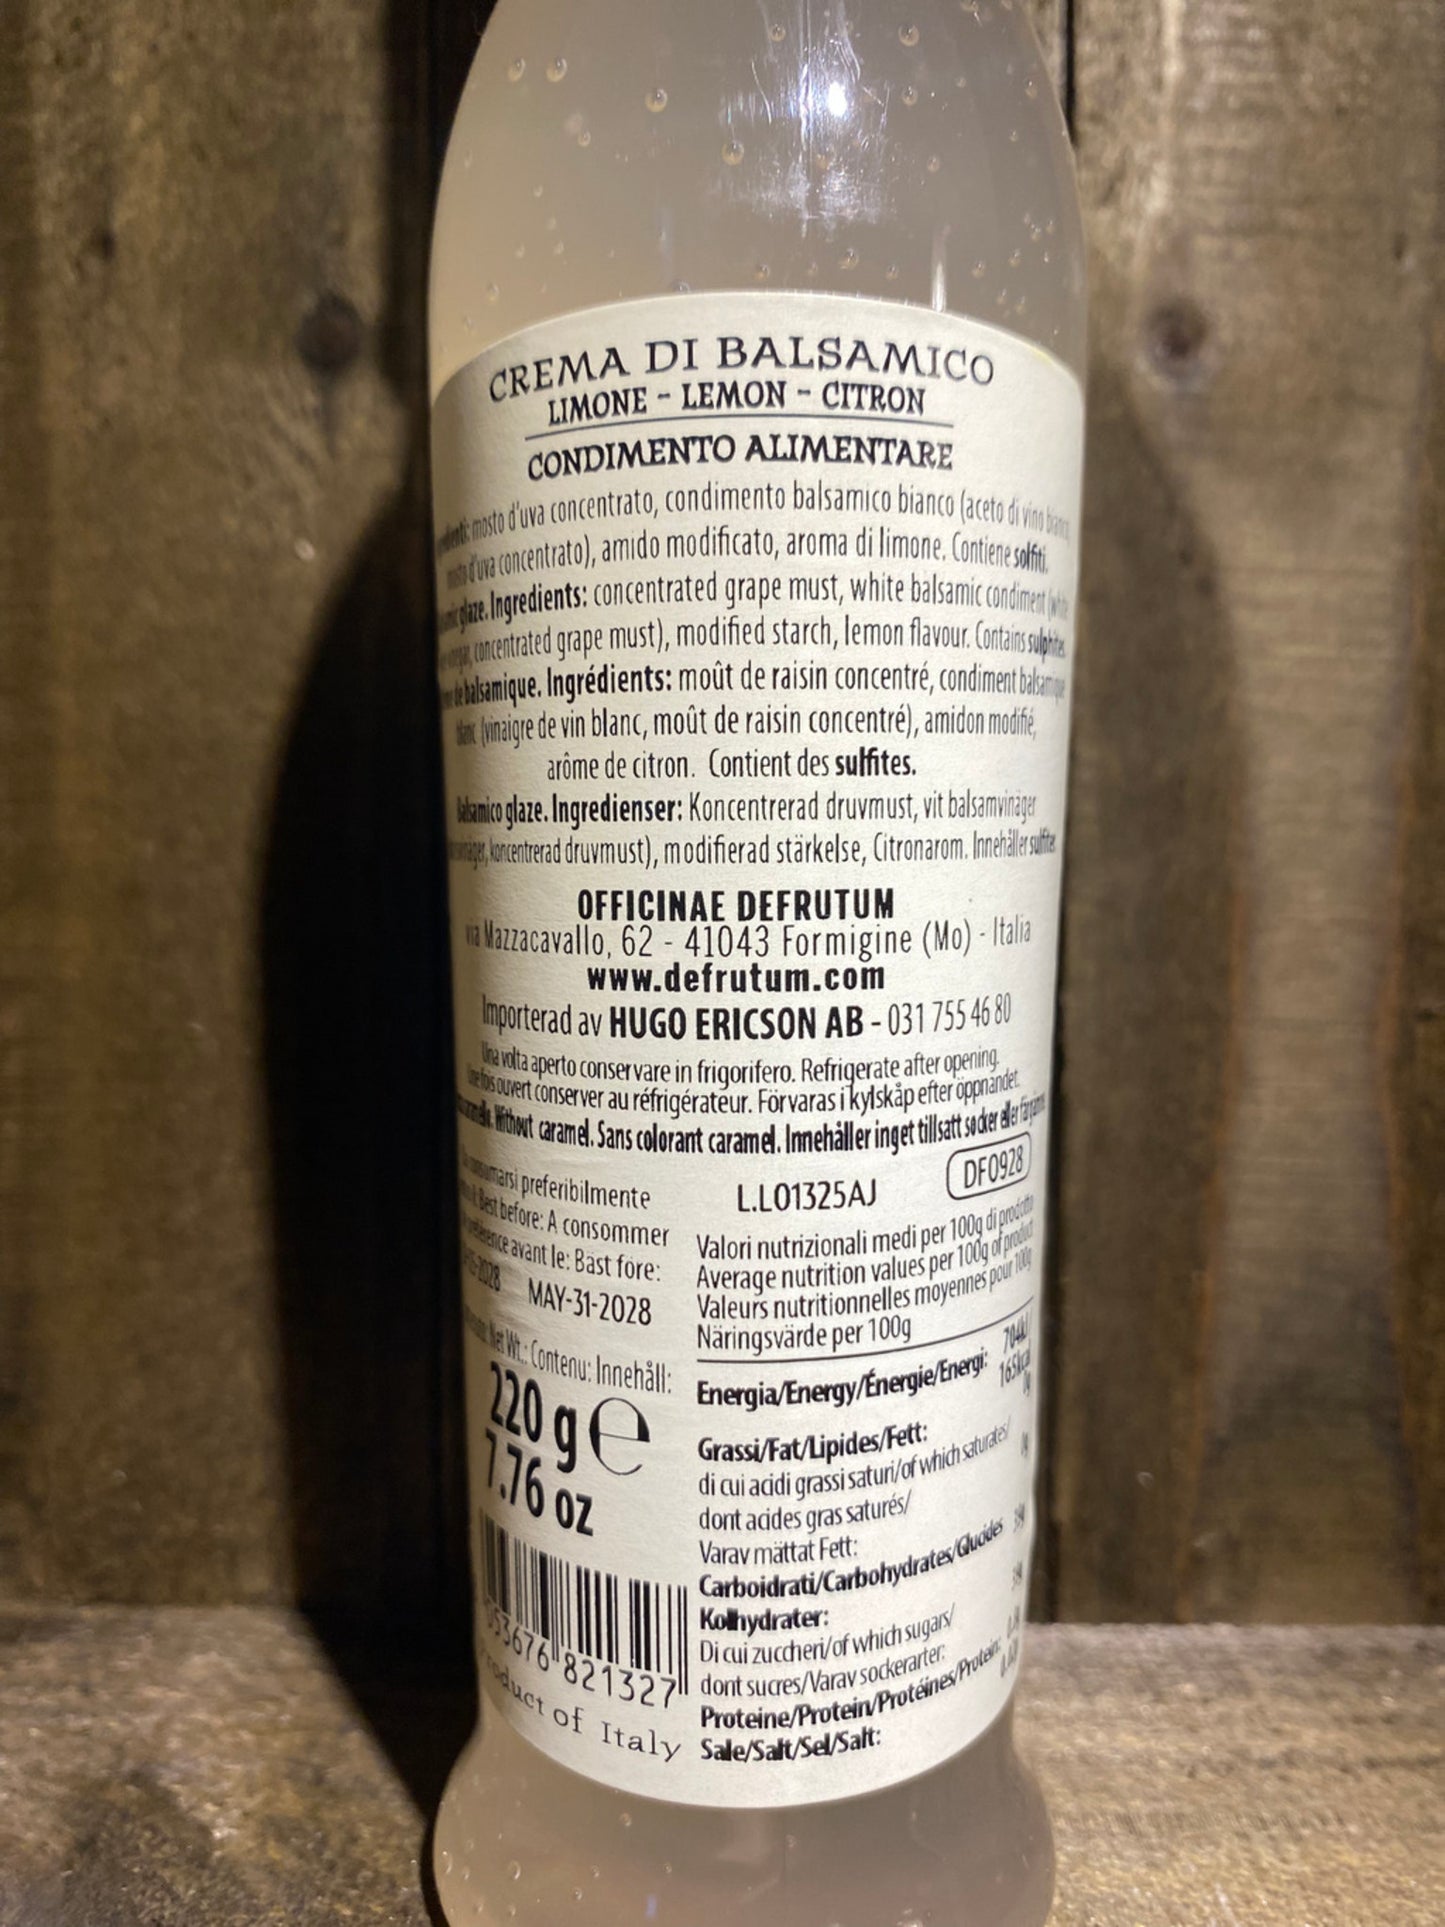 CREMA DI BALSAMICO
LIMONE - LEMON - CITRON
CONDIMENTO ALIMENTARE
mosto d'uva concentrato, condimento balsamico bianco (aceto di vino
d'uva concentrato), amido modificato, aroma di limone. Contiene solfiti.
glaze. Ingredients: concentrated grape must, white balsamic condiment
concentrated grape must), modified starch, lemon flavour. Contains sulphites.
de balsamique. Ingrédients: moût de raisin concentré, condiment balsamique
blanc (vinaigre de vin blanc, moût de raisin concentré), amidon modifié,
arôme de citron. Contient des sulfites.
Balsamico glaze. Ingredienser: Koncentrerad druvmust, vit balsamvinäger
koncentrerad druvmust), modifierad stärkelse, Citronarom. Innehåller sulfiter
OFFICINAE DEFRUTUM
via Mazzacavallo, 62 - 41043 Formigine (Mo) - Italia
www.defrutum.com
Importerad av HUGO ERICSON AB - 031 755 46 80
Una volta aperto conservare in frigorifero. Refrigerate after opening.
Une fois ouvert conserver au réfrigérateur. Förvaras i kylskåp efter öppnandet.
Without caramel. Sans colorant caramel. Innehåller inget tillsatt socker eller
preferibilmente
Best before: A consommer
avant le: Bäst före:
MAY-31-2028
Net Wt.: Contenu: Innehåll:
220 g e
7.76 oz
53676 821327
Product of Italy
L.L01325AJ
DF0928
Valori nutrizionali medi per 100g di prodotto
Average nutrition values per 100g of product
Valeurs nutritionnelles moyennes pour 100g
Näringsvärde per 100g
Energia/Energy/Énergie/Energi: 704kJ
165kcal
Grassi/Fat/Lipides/Fett:
di cui acidi grassi saturi/of which saturates/
dont acides gras saturés/
Varav mättat Fett:
Carboidrati/Carbohydrates/Glucides
Kolhydrater:
Di cui zuccheri/of which sugars/
dont sucres/Varav sockerarter:
Proteine/Protein/Protéines/Protein:
Sale/Salt/Sel/Salt: